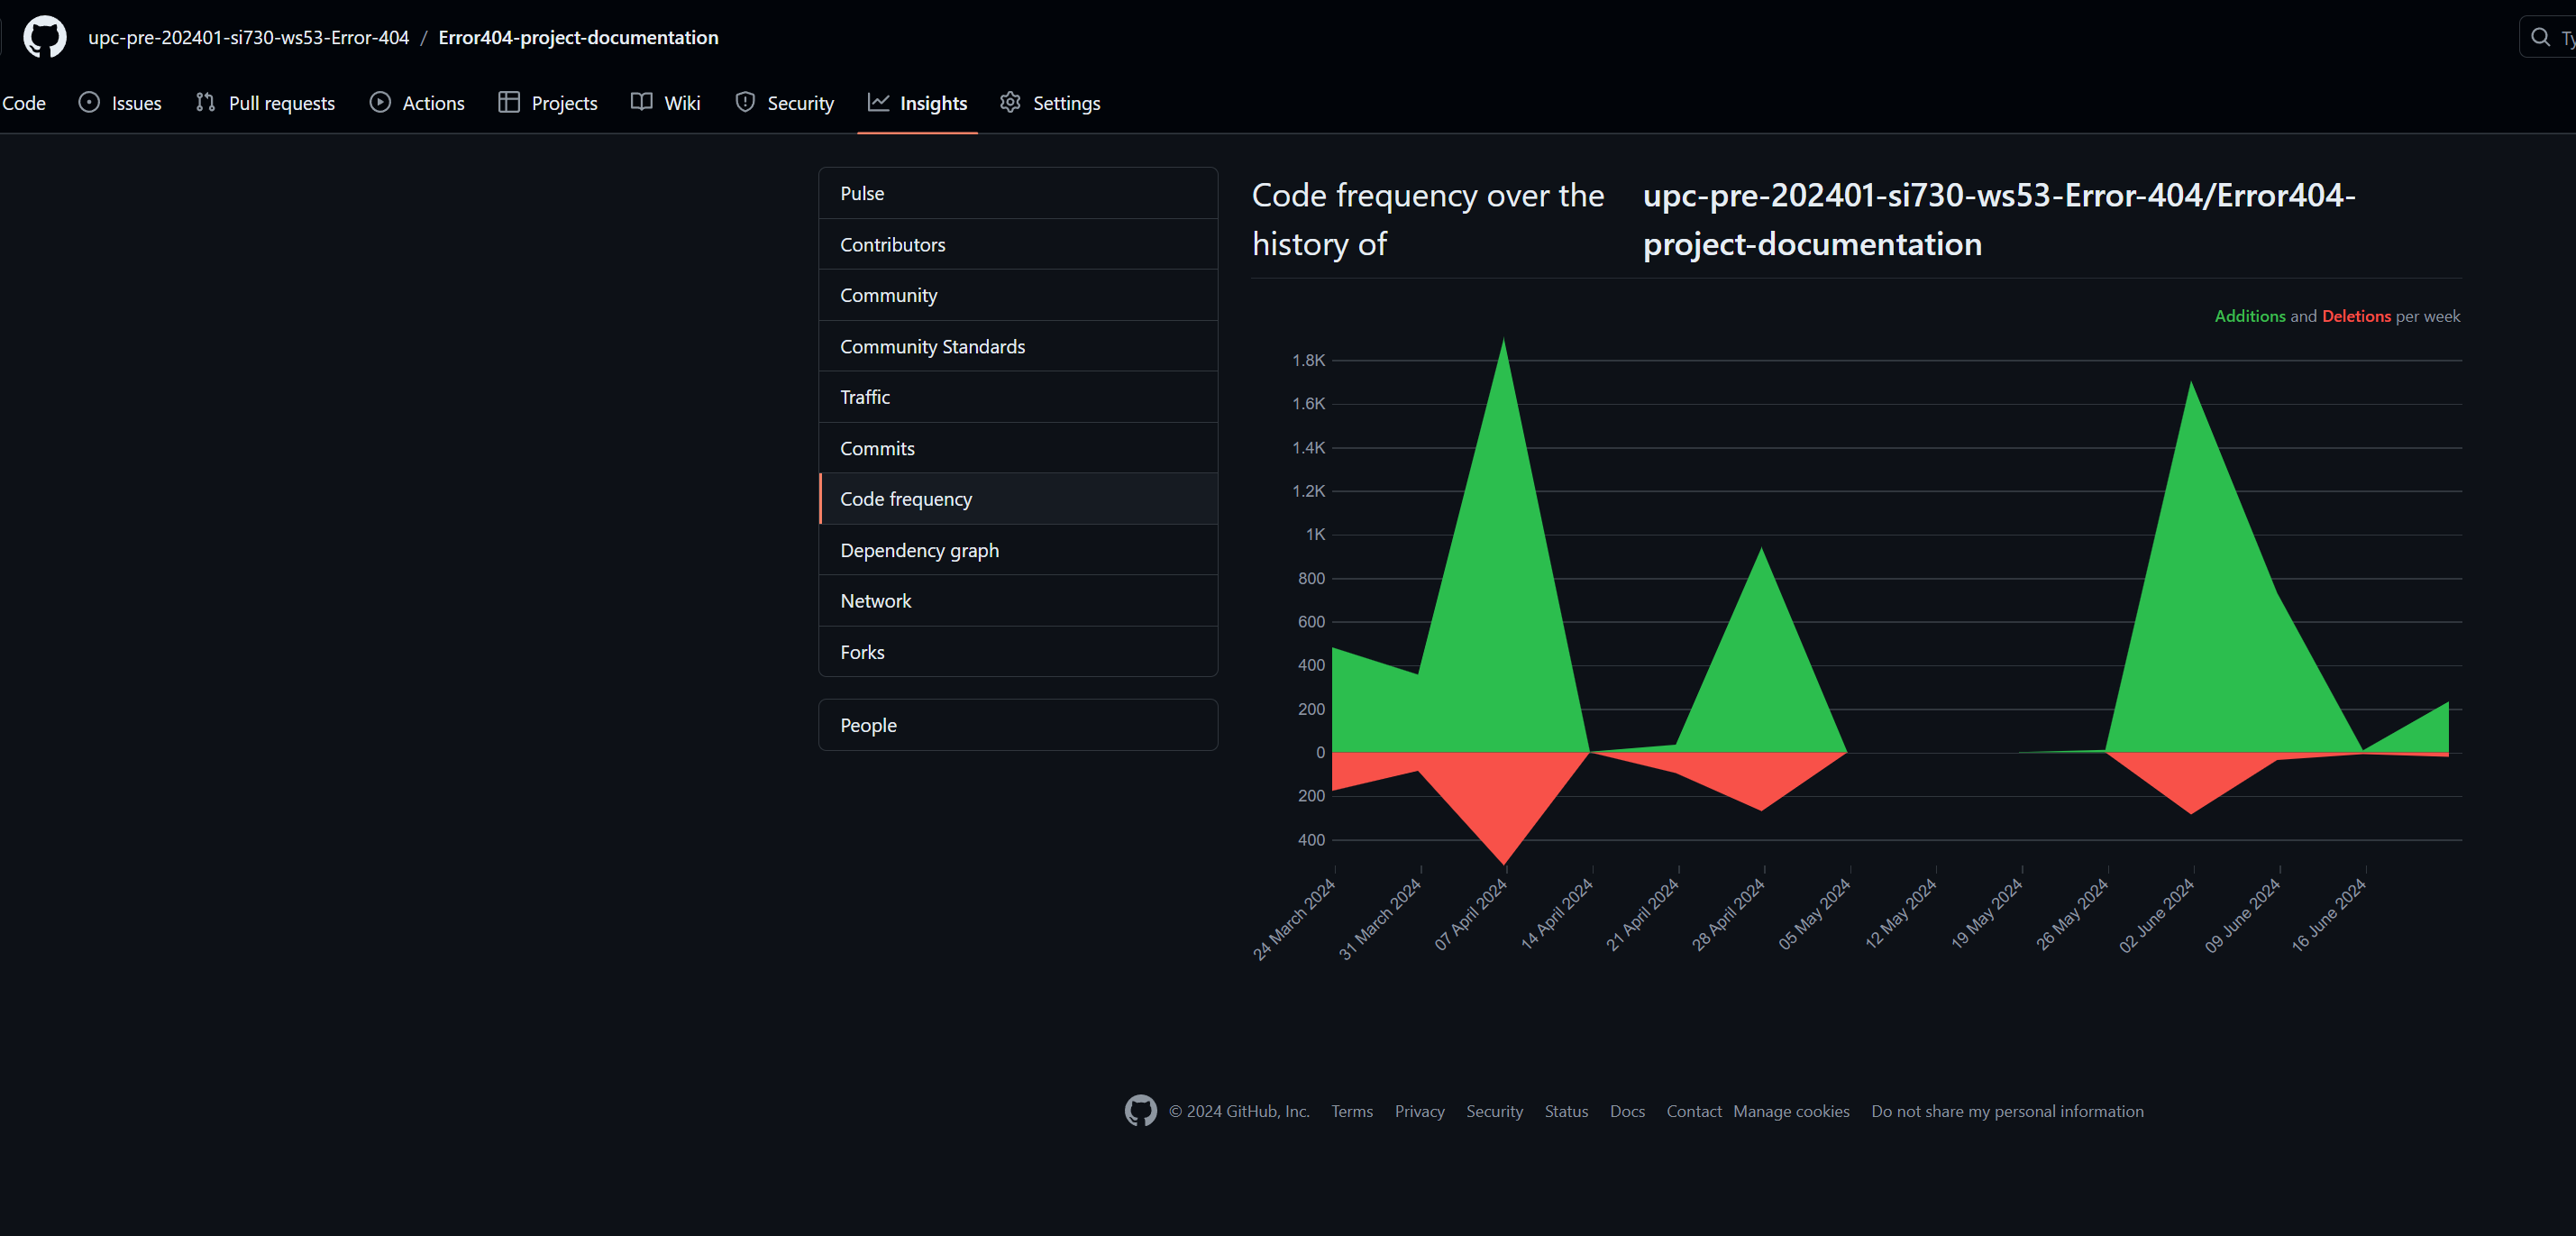 upc-pre-202401-si730-ws53-Error-404 / Error404-project-documentation
Code Issues Pull requests Actions Projects Wiki Security Insights Settings
Pulse
Contributors
Community
Community Standards
Traffic
Commits
Code frequency
Dependency graph
Network
Forks
People
Code frequency over the history of
upc-pre-202401-si730-ws53-Error-404/Error404-
project-documentation
Additions and Deletions per week
1.8K
1.6K
1.4K
1.2K
1K
800
600
400
200
0
200
400
24 March 2024
31 March 2024
07 April 2024
14 April 2024
21 April 2024
28 April 2024
05 May 2024
12 May 2024
19 May 2024
26 May 2024
02 June 2024
09 June 2024
16 June 2024
© 2024 GitHub, Inc. Terms Privacy Security Status Docs Contact Manage cookies Do not share my personal information